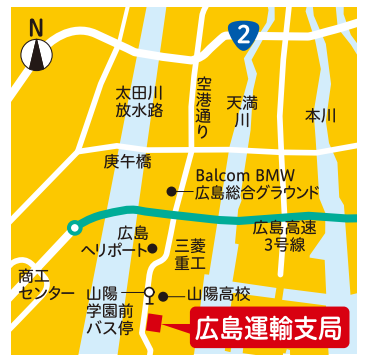 N
2
太田川
放水路
空港通り
天満
川
本川
庚午橋
Balcom BMW
広島総合グラウンド
広島高速
3号線
広島
ヘリポート
三菱
重工
商工
センター
山陽
学園前
バス停
山陽高校
広島運輸支局